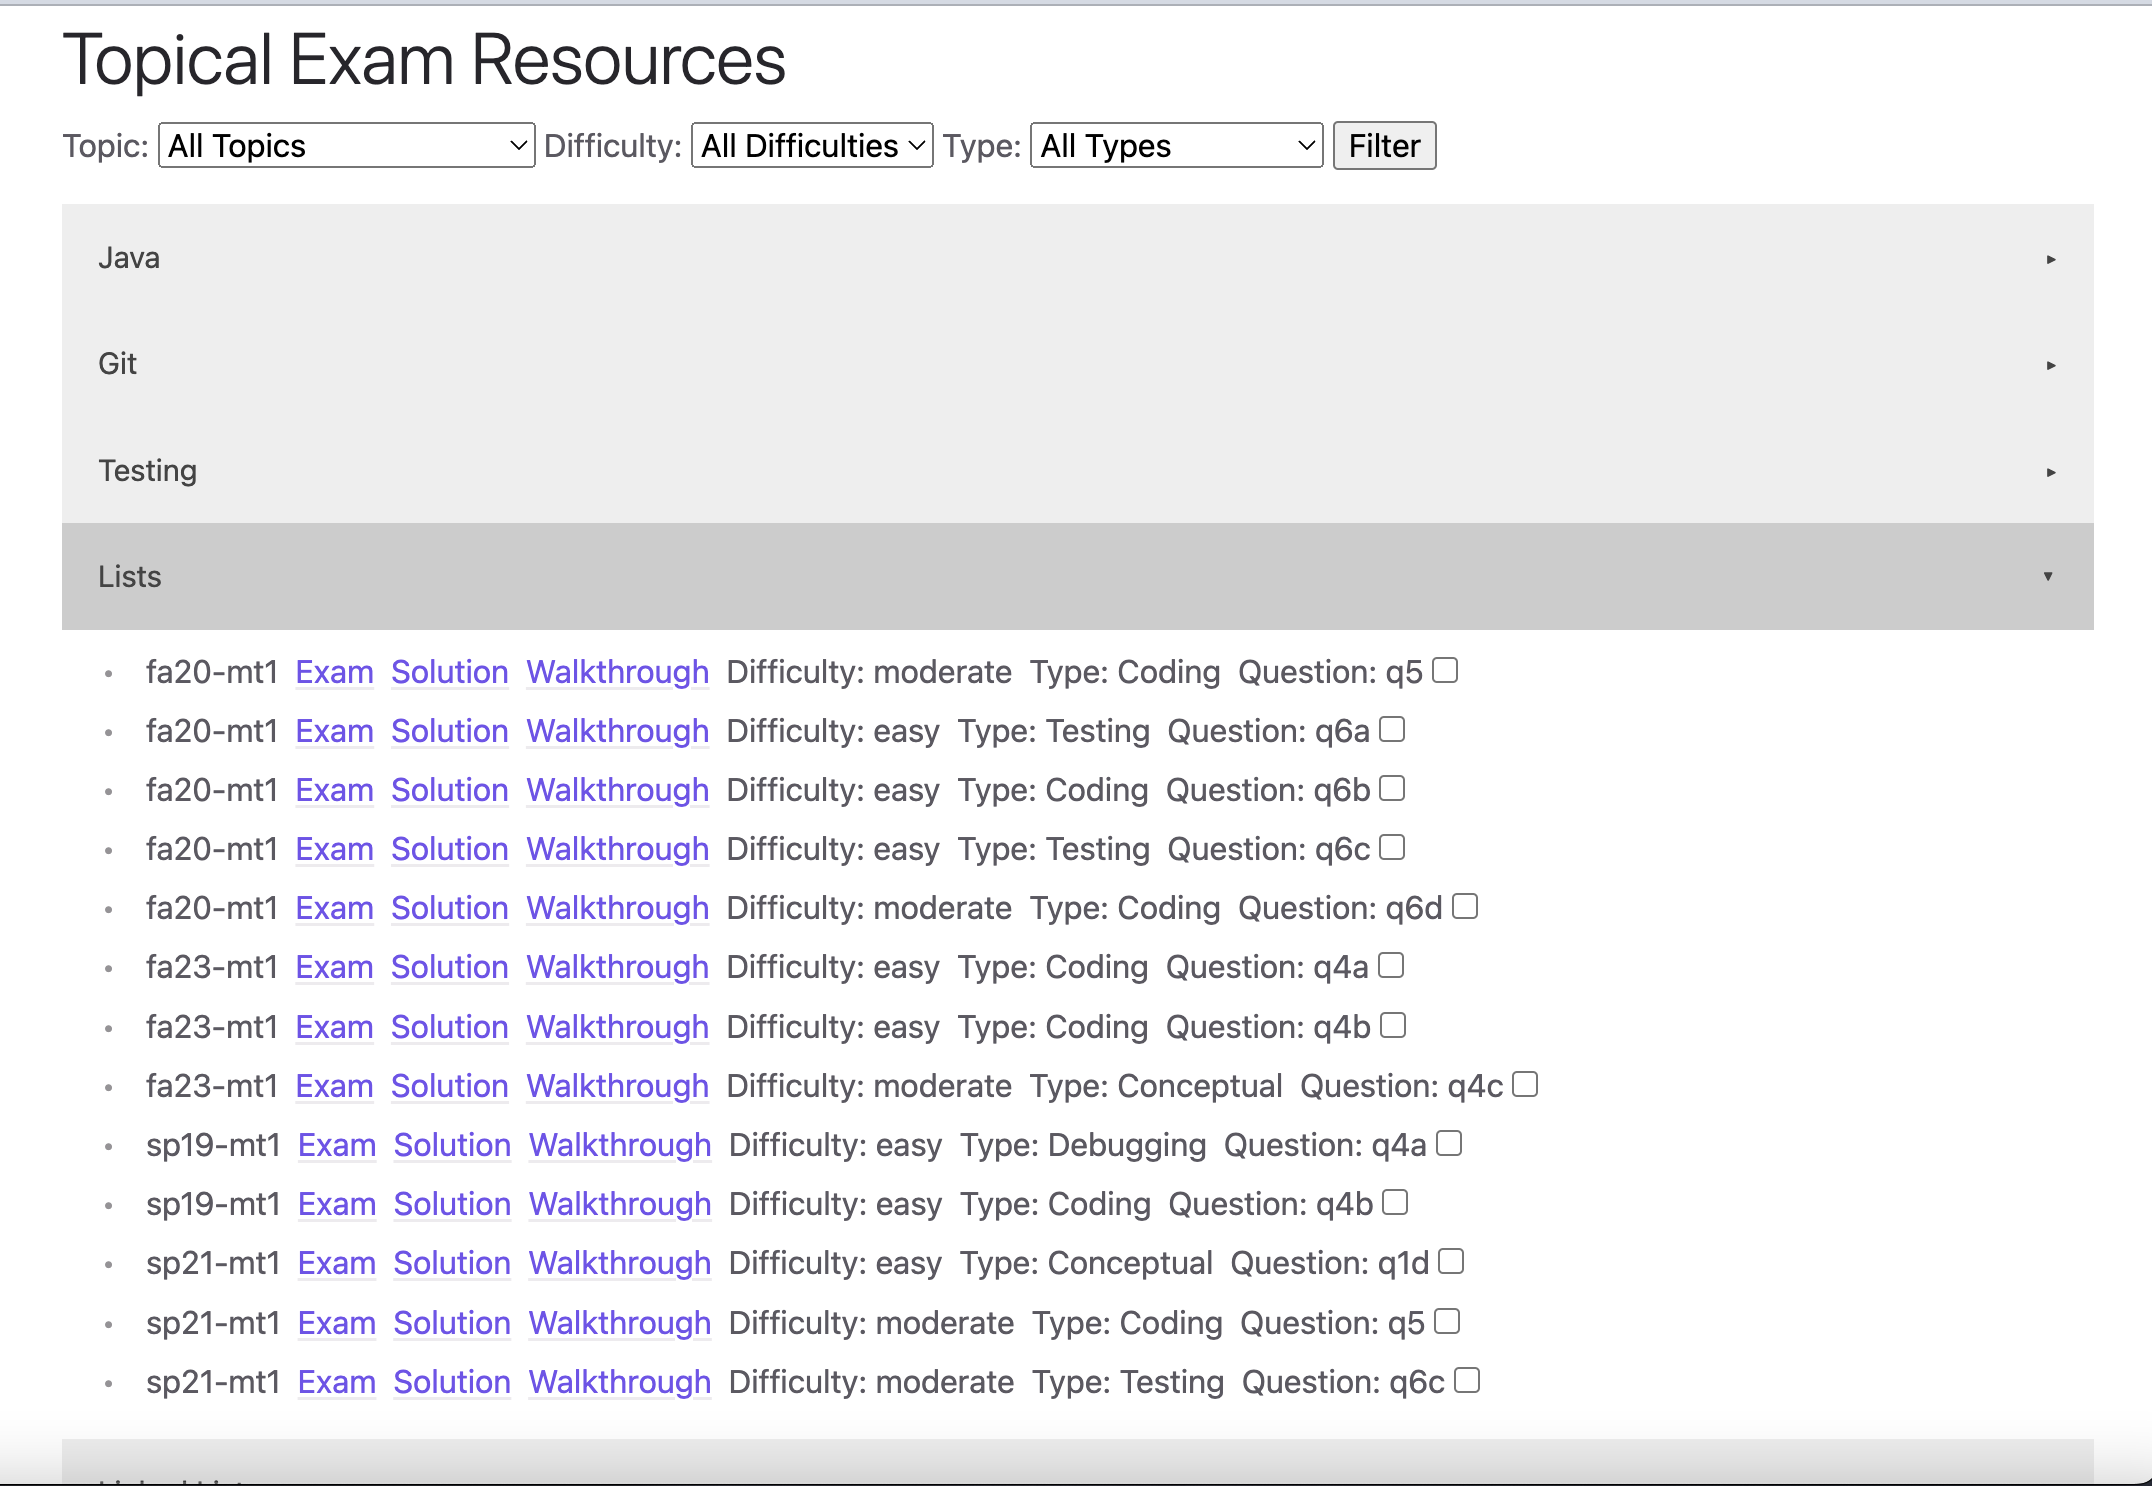 Topical Exam Resources
Topic: All Topics Difficulty: All Difficulties Type: All Types Filter
Java
Git
Testing
Lists
fa20-mt1 Exam Solution Walkthrough Difficulty: moderate Type: Coding Question: q5
fa20-mt1 Exam Solution Walkthrough Difficulty: easy Type: Testing Question: q6a
fa20-mt1 Exam Solution Walkthrough Difficulty: easy Type: Coding Question: q6b
fa20-mt1 Exam Solution Walkthrough Difficulty: easy Type: Testing Question: q6c
fa20-mt1 Exam Solution Walkthrough Difficulty: moderate Type: Coding Question: q6d
fa23-mt1 Exam Solution Walkthrough Difficulty: easy Type: Coding Question: q4a
fa23-mt1 Exam Solution Walkthrough Difficulty: easy Type: Coding Question: q4b
fa23-mt1 Exam Solution Walkthrough Difficulty: moderate Type: Conceptual Question: q4c
sp19-mt1 Exam Solution Walkthrough Difficulty: easy Type: Debugging Question: q4a
sp19-mt1 Exam Solution Walkthrough Difficulty: easy Type: Coding Question: q4b
sp21-mt1 Exam Solution Walkthrough Difficulty: easy Type: Conceptual Question: q1d
sp21-mt1 Exam Solution Walkthrough Difficulty: moderate Type: Coding Question: q5
sp21-mt1 Exam Solution Walkthrough Difficulty: moderate Type: Testing Question: q6c